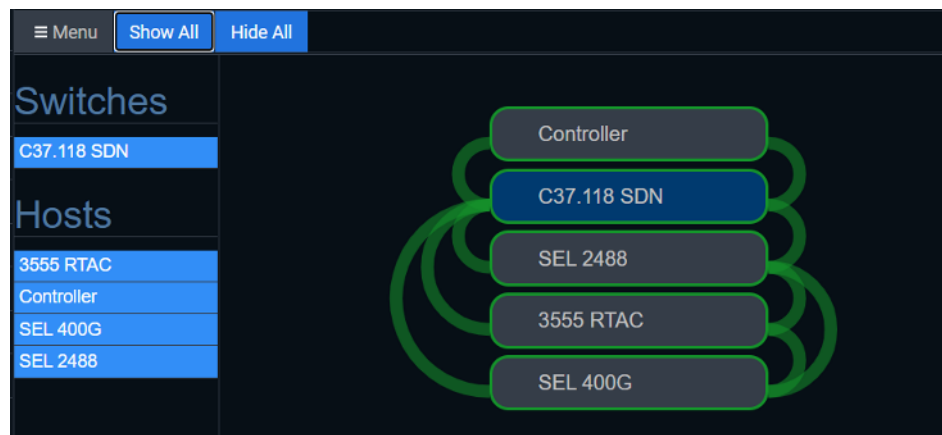 ≡ Menu Show All Hide All
Switches
C37.118 SDN
Hosts
3555 RTAC
Controller
SEL 400G
SEL 2488
Controller
C37.118 SDN
SEL 2488
3555 RTAC
SEL 400G